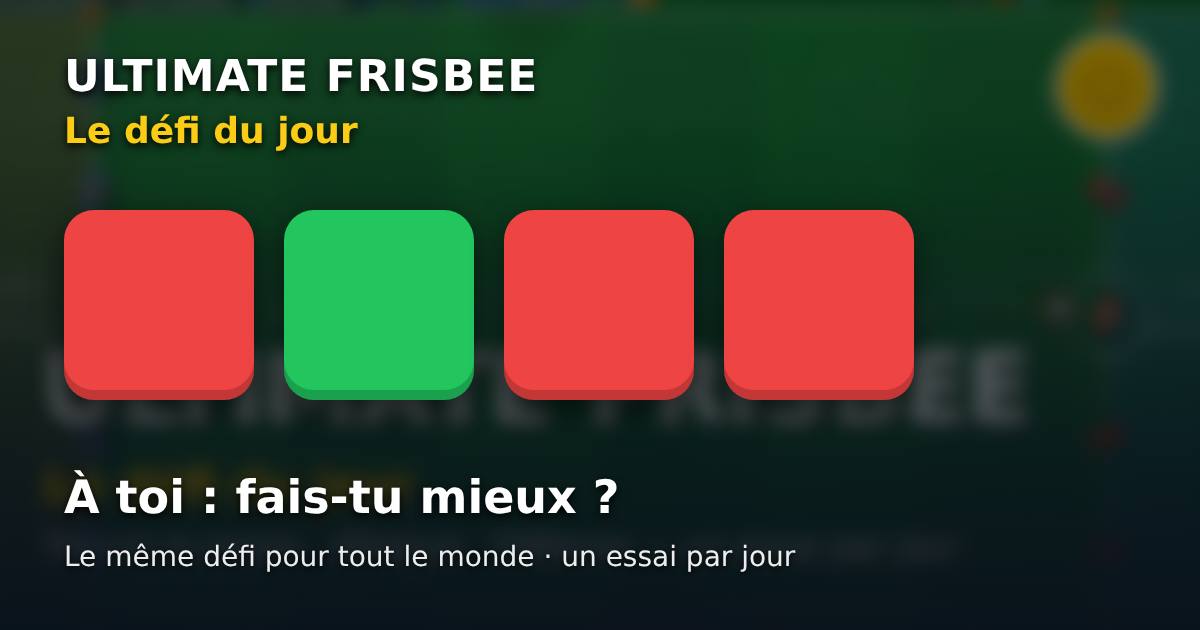 ULTIMATE FRISBEE
Le défi du jour
À toi : fais-tu mieux ?
Le même défi pour tout le monde · un essai par jour